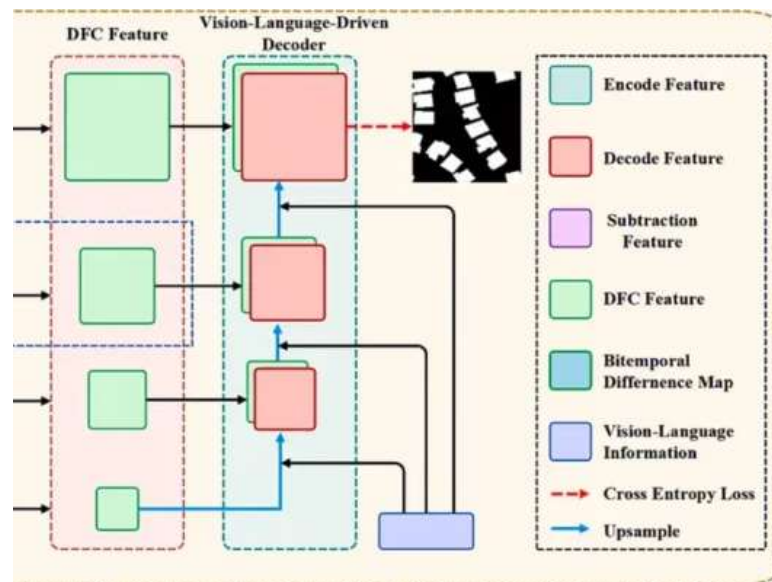 DFC Feature
Vision-Language-Driven
Decoder
Encode Feature
Decode Feature
Subtraction
Feature
DFC Feature
Bitemporal
Differnence Map
Vision-Language
Information
Cross Entropy Loss
Upsample